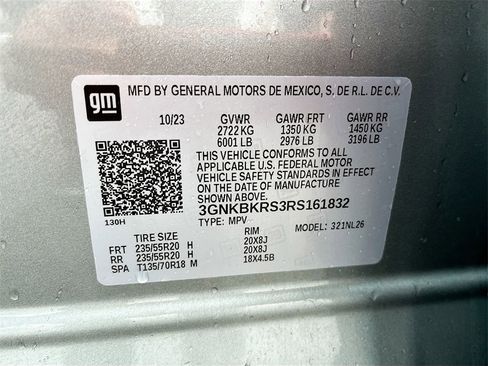 gm MFD BY GENERAL MOTORS DE MEXICO, S. DE R.L. DE C.V.
10/23 GVWR GAWR FRT GAWR RR
2722 KG 1350 KG 1450 KG
6001 LB 2976 LB 3196 LB
THIS VEHICLE CONFORMS TO ALL
APPLICABLE U.S. FEDERAL MOTOR
VEHICLE SAFETY STANDARDS IN EFFECT
ON THE DATE OF MANUFACTURE SHOWN ABOVE.
3GNKBKRS3RS161832
130H TYPE: MPV MODEL: 321NL26
TIRE SIZE RIM
FRT 235/55R20 H 20X8J
RR 235/55R20 H 20X8J
SPA T135/70R18 M 18X4.5B